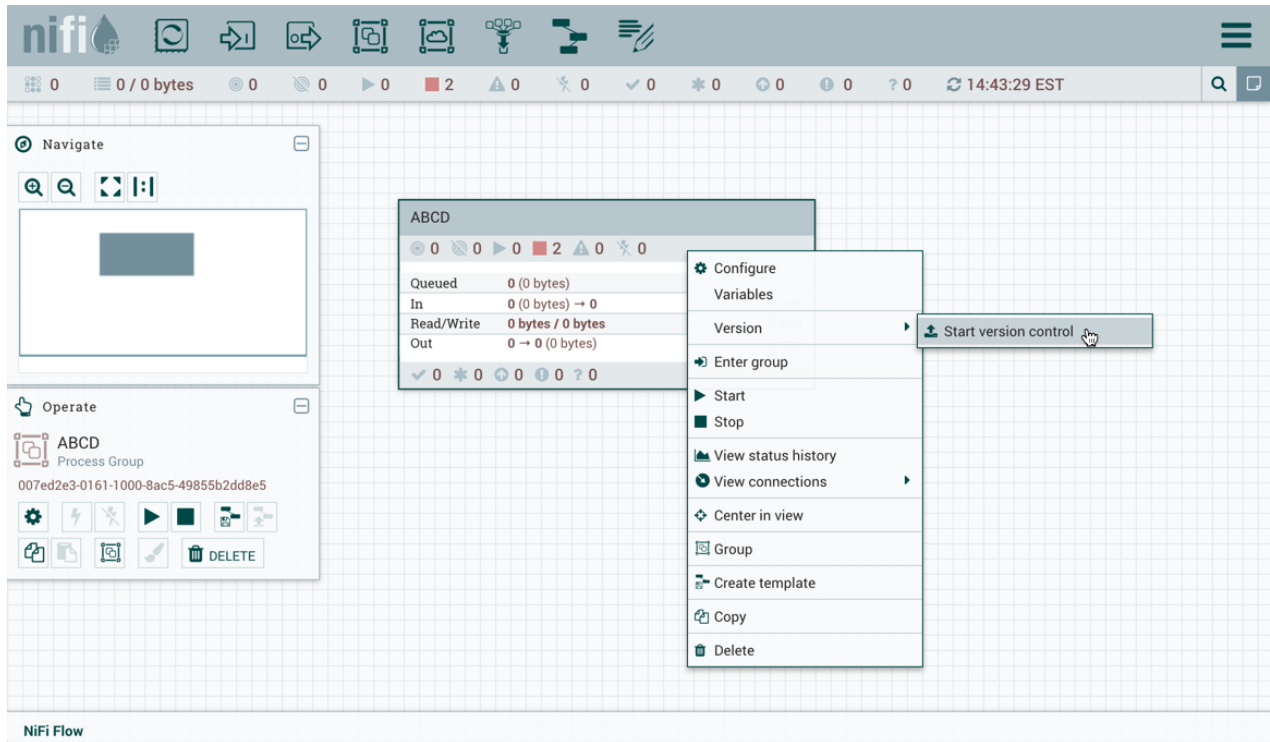 nifi
0 0 / 0 bytes 0 0 0 2 0 0 0 0 0 0 ? 0 14:43:29 EST
Navigate
ABCD
0 0 0 2 0 0
Queued 0 (0 bytes)
In 0 (0 bytes) → 0
Read/Write 0 bytes / 0 bytes
Out 0 → 0 (0 bytes)
0 0 0 0 ? 0
Configure
Variables
Version
Start version control
Enter group
Start
Stop
View status history
View connections
Center in view
Group
Create template
Copy
Delete
Operate
ABCD
Process Group
007ed2e3-0161-1000-8ac5-49855b2dd8e5
DELETE
NiFi Flow